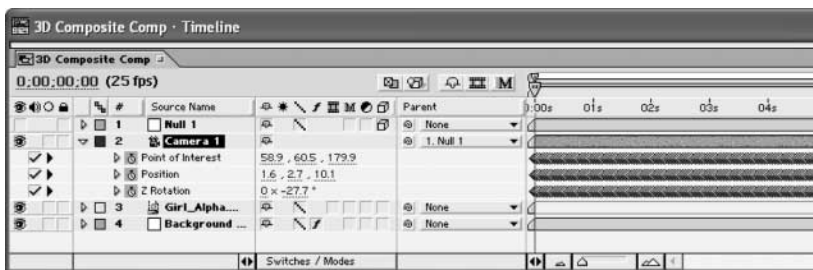 3D Composite Comp · Timeline
3D Composite Comp
0;00;00;00 (25 fps)
# Source Name Parent 0:00s 01s 02s 03s 04s
1 Null 1 None
2 Camera 1 1. Null 1
Point of Interest 58.9 , 60.5 , 179.9
Position 1.6 , 2.7 , 10.1
Z Rotation 0 x -27.7 °
3 Girl_Alpha.... None
4 Background ... None
Switches / Modes